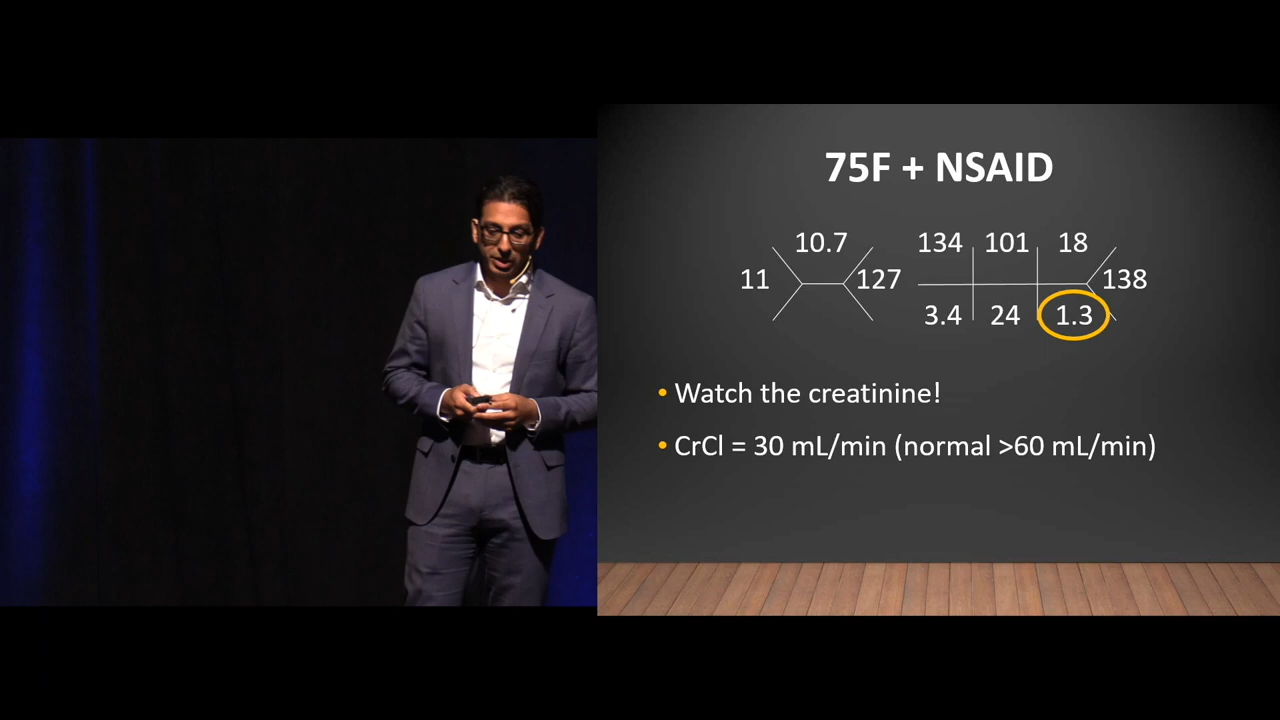 75F + NSAID
10.7
11 127
134 101 18
138
3.4 24 1.3
• Watch the creatinine!
• CrCl = 30 mL/min (normal >60 mL/min)